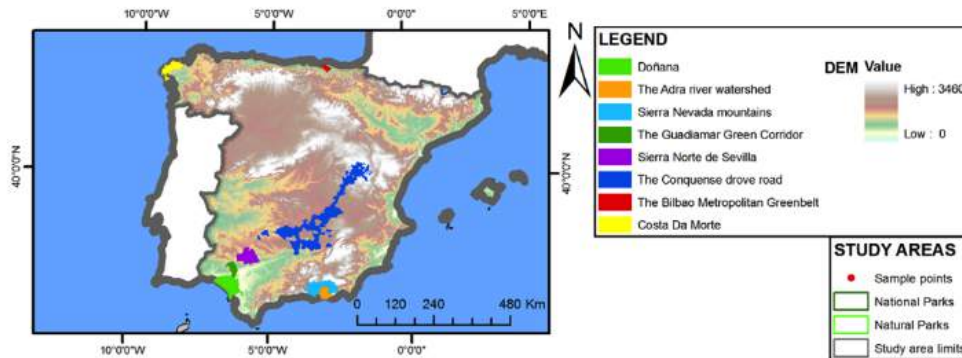 10°0'0"W 5°0'0"W 0°0'0" 5°0'0"E
40°0'0"N
40°0'0"N
0 120 240 480 Km
10°0'0"W 5°0'0"W 0°0'0"
N
LEGEND
Doñana
The Adra river watershed
Sierra Nevada mountains
The Guadiamar Green Corridor
Sierra Norte de Sevilla
The Conquense drove road
The Bilbao Metropolitan Greenbelt
Costa Da Morte
DEM Value
High : 3460
Low : 0
STUDY AREAS
Sample points
National Parks
Natural Parks
Study area limits